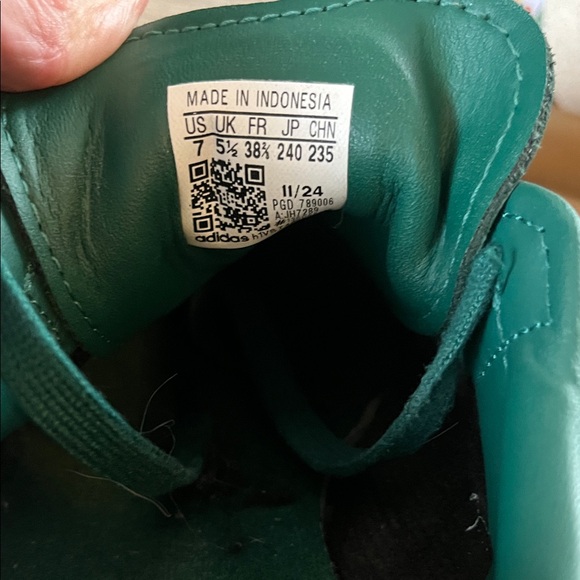 MADE IN INDONESIA
US UK FR JP CHN
7 5½ 38⅔ 240 235
11/24
PGD 789006
A:JH7289
adidas